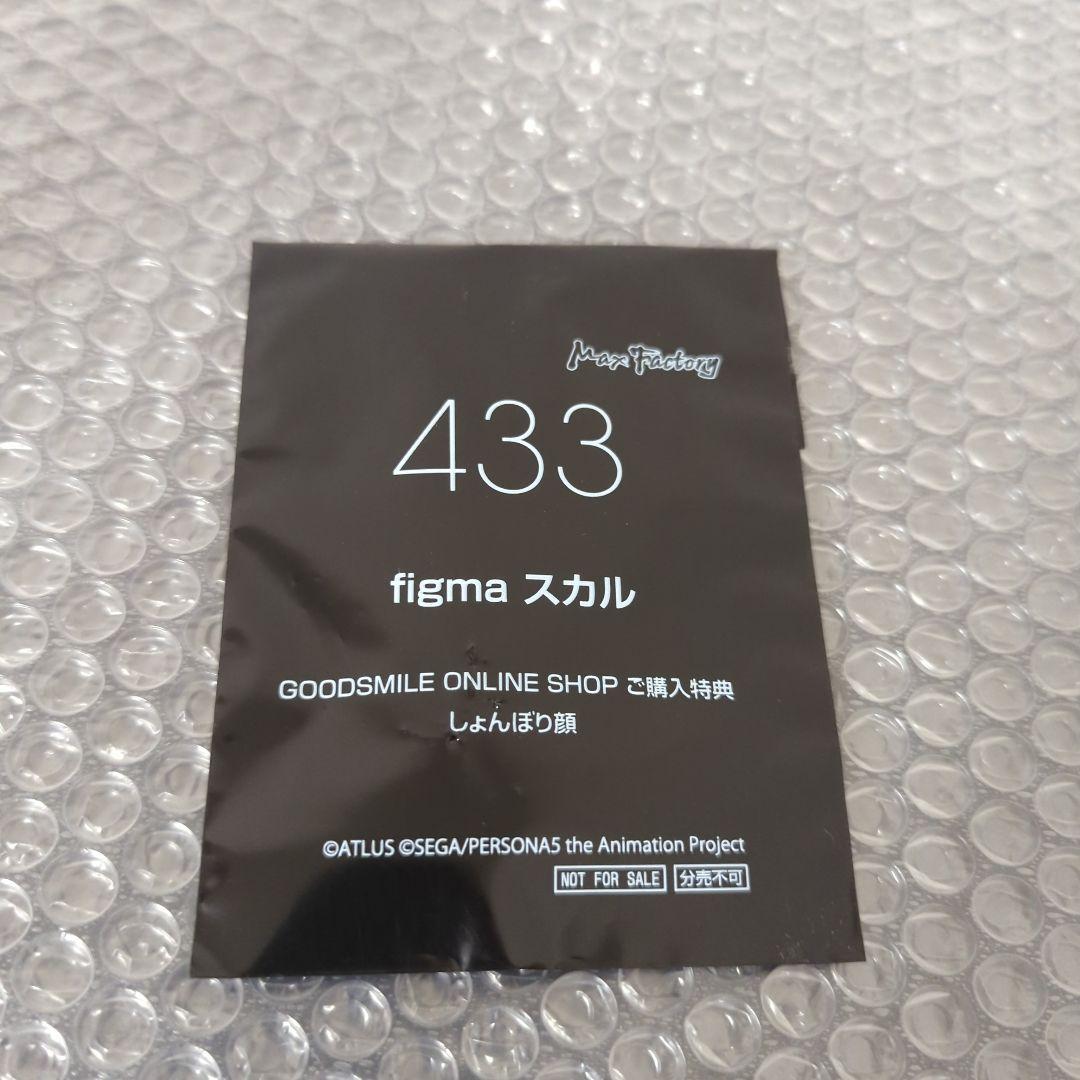 Max Factory
433
figma スカル
GOODSMILE ONLINE SHOP ご購入特典
しょんぼり顔
©ATLUS ©SEGA/PERSONA5 the Animation Project
NOT FOR SALE 分売不可